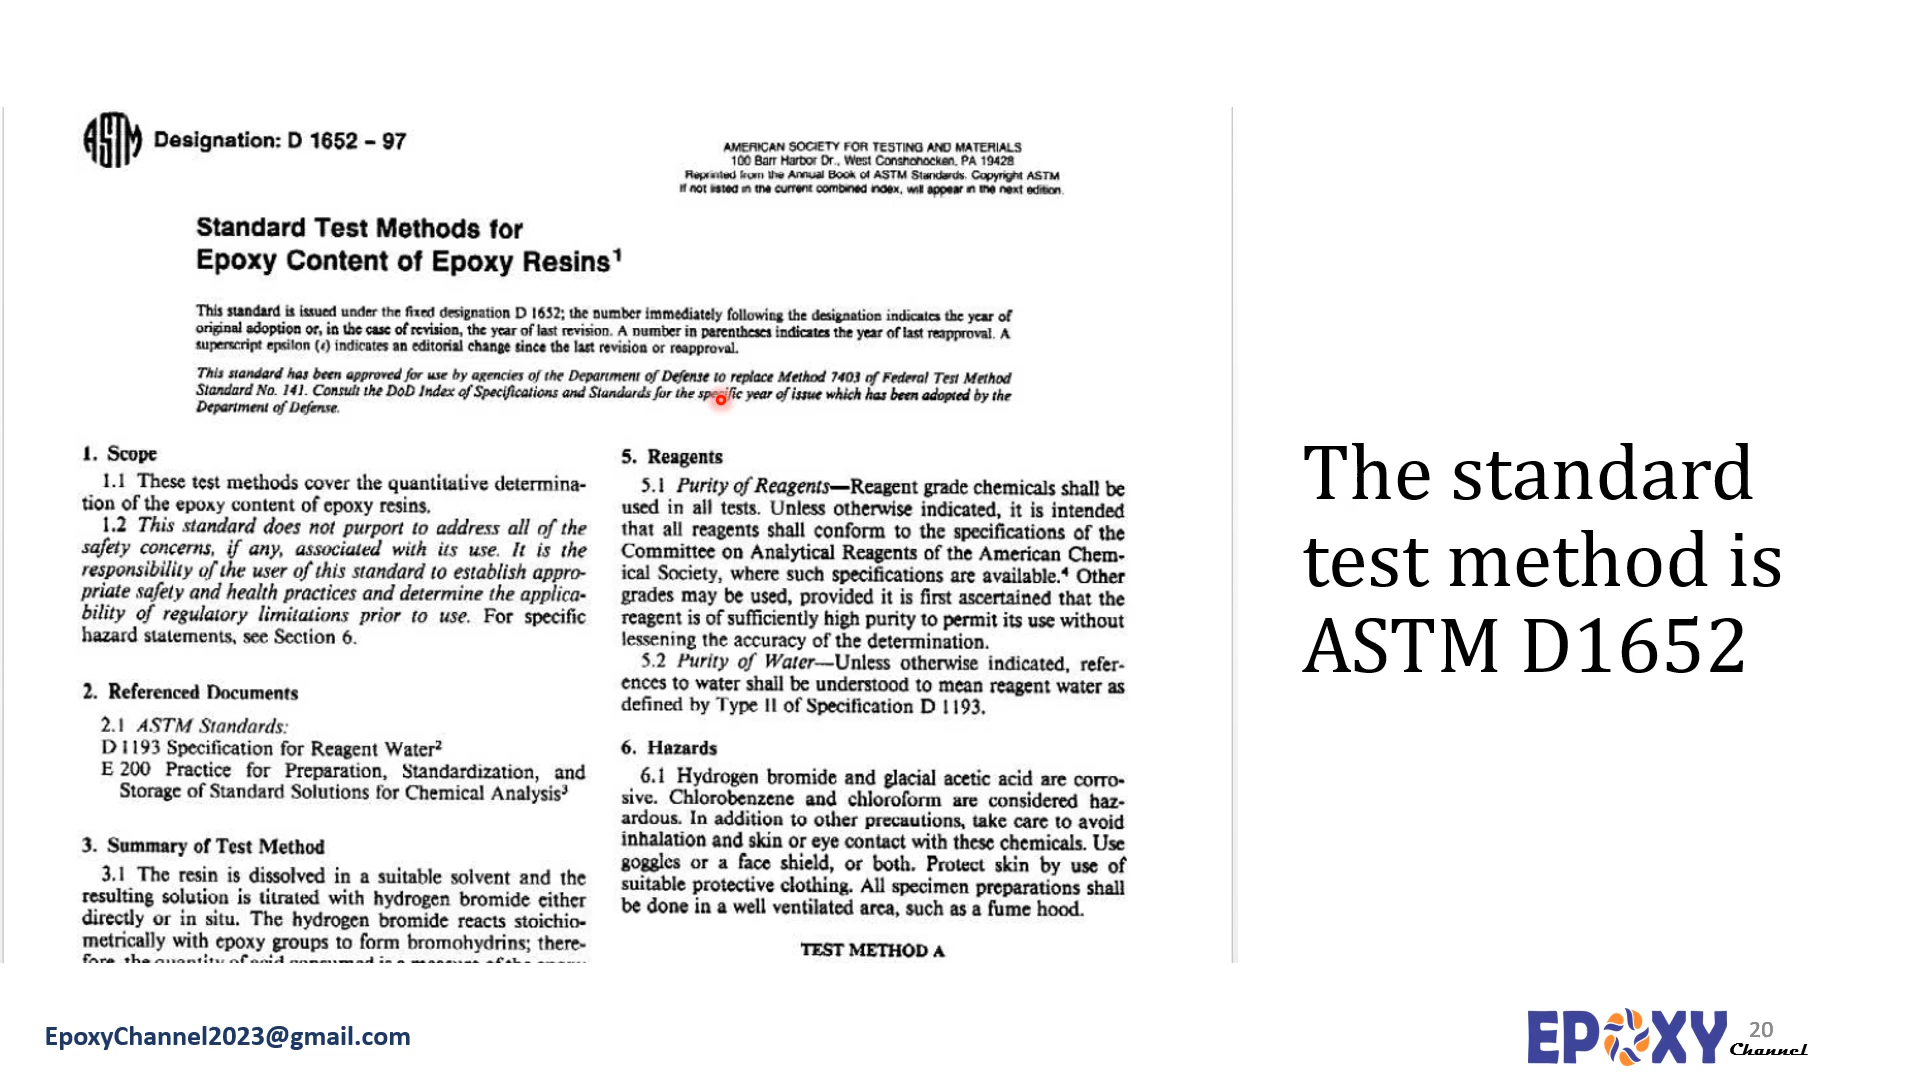 ASTM
Designation: D 1652 – 97
AMERICAN SOCIETY FOR TESTING AND MATERIALS
100 Barr Harbor Dr., West Conshohocken, PA 19428
Reprinted from the Annual Book of ASTM Standards. Copyright ASTM
If not listed in the current combined index, will appear in the next edition.
Standard Test Methods for
Epoxy Content of Epoxy Resins¹
This standard is issued under the fixed designation D 1652; the number immediately following the designation indicates the year of
original adoption or, in the case of revision, the year of last revision. A number in parentheses indicates the year of last reapproval. A
superscript epsilon (ε) indicates an editorial change since the last revision or reapproval.
This standard has been approved for use by agencies of the Department of Defense to replace Method 7403 of Federal Test Method
Standard No. 141. Consult the DoD Index of Specifications and Standards for the specific year of issue which has been adopted by the
Department of Defense.
1. Scope
1.1 These test methods cover the quantitative determina-
tion of the epoxy content of epoxy resins.
1.2 This standard does not purport to address all of the
safety concerns, if any, associated with its use. It is the
responsibility of the user of this standard to establish appro-
priate safety and health practices and determine the applica-
bility of regulatory limitations prior to use. For specific
hazard statements, see Section 6.
2. Referenced Documents
2.1 ASTM Standards:
D 1193 Specification for Reagent Water²
E 200 Practice for Preparation, Standardization, and
Storage of Standard Solutions for Chemical Analysis³
3. Summary of Test Method
3.1 The resin is dissolved in a suitable solvent and the
resulting solution is titrated with hydrogen bromide either
directly or in situ. The hydrogen bromide reacts stoichio-
metrically with epoxy groups to form bromohydrins; there-
fore, the quantity of acid consumed is a measure of the epoxy
5. Reagents
5.1 Purity of Reagents—Reagent grade chemicals shall be
used in all tests. Unless otherwise indicated, it is intended
that all reagents shall conform to the specifications of the
Committee on Analytical Reagents of the American Chem-
ical Society, where such specifications are available.⁴ Other
grades may be used, provided it is first ascertained that the
reagent is of sufficiently high purity to permit its use without
lessening the accuracy of the determination.
5.2 Purity of Water—Unless otherwise indicated, refer-
ences to water shall be understood to mean reagent water as
defined by Type II of Specification D 1193.
6. Hazards
6.1 Hydrogen bromide and glacial acetic acid are corro-
sive. Chlorobenzene and chloroform are considered haz-
ardous. In addition to other precautions, take care to avoid
inhalation and skin or eye contact with these chemicals. Use
goggles or a face shield, or both. Protect skin by use of
suitable protective clothing. All specimen preparations shall
be done in a well ventilated area, such as a fume hood.
TEST METHOD A
The standard
test method is
ASTM D1652
EpoxyChannel2023@gmail.com
EPOXY
Channel
20